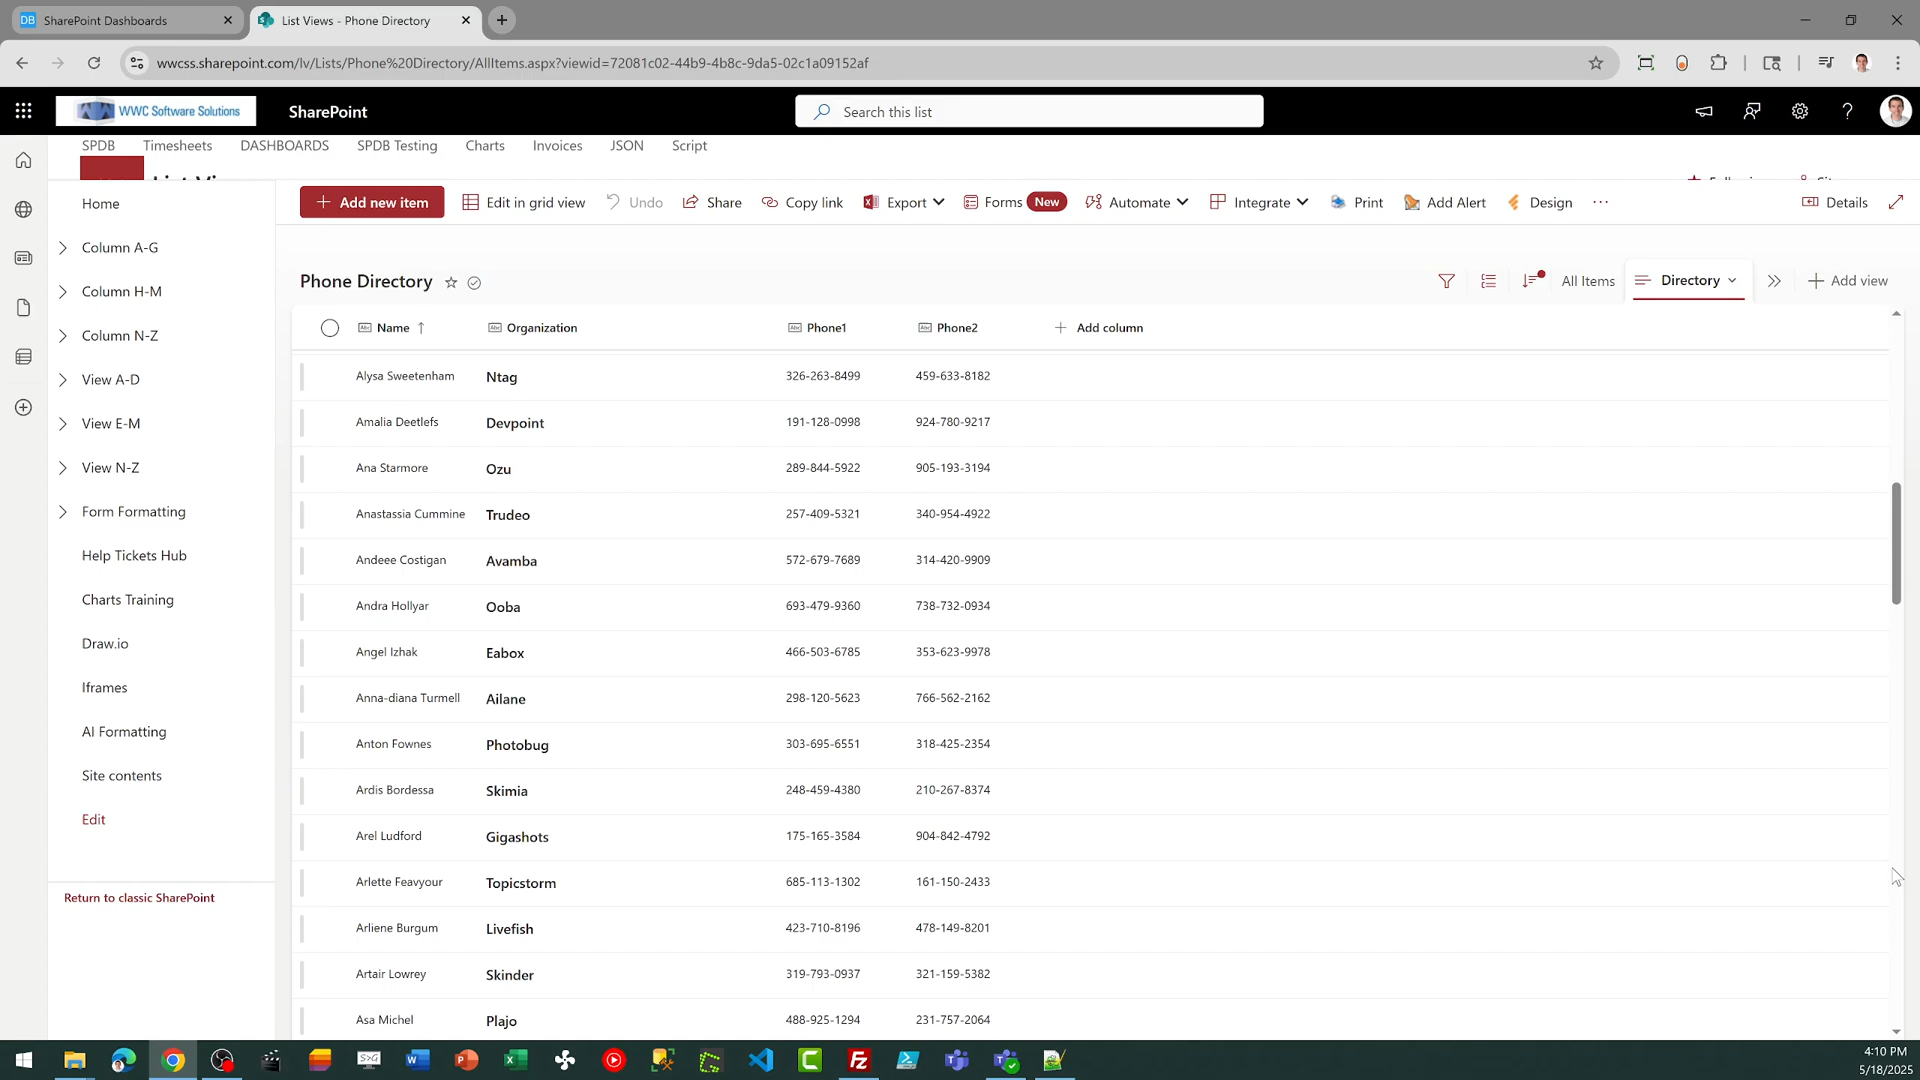 SharePoint Dashboards
List Views - Phone Directory
wwcss.sharepoint.com/lv/Lists/Phone%20Directory/AllItems.aspx?viewid=72081c02-44b9-4b8c-9da5-02c1a09152af
WWC Software Solutions
SharePoint
Search this list
SPDB
Timesheets
DASHBOARDS
SPDB Testing
Charts
Invoices
JSON
Script
Home
Column A-G
Column H-M
Column N-Z
View A-D
View E-M
View N-Z
Form Formatting
Help Tickets Hub
Charts Training
Draw.io
Iframes
AI Formatting
Site contents
Edit
Return to classic SharePoint
Add new item
Edit in grid view
Undo
Share
Copy link
Export
Forms New
Automate
Integrate
Print
Add Alert
Design
Details
Phone Directory
All Items
Directory
Add view
Name Organization Phone1 Phone2 Add column
Alysa Sweetenham Ntag 326-263-8499 459-633-8182
Amalia Deetlefs Devpoint 191-128-0998 924-780-9217
Ana Starmore Ozu 289-844-5922 905-193-3194
Anastassia Cummine Trudeo 257-409-5321 340-954-4922
Andeee Costigan Avamba 572-679-7689 314-420-9909
Andra Hollyar Ooba 693-479-9360 738-732-0934
Angel Izhak Eabox 466-503-6785 353-623-9978
Anna-diana Turmell Ailane 298-120-5623 766-562-2162
Anton Fownes Photobug 303-695-6551 318-425-2354
Ardis Bordessa Skimia 248-459-4380 210-267-8374
Arel Ludford Gigashots 175-165-3584 904-842-4792
Arlette Feavyour Topicstorm 685-113-1302 161-150-2433
Arliene Burgum Livefish 423-710-8196 478-149-8201
Artair Lowrey Skinder 319-793-0937 321-159-5382
Asa Michel Plajo 488-925-1294 231-757-2064
4:10 PM
5/18/2025